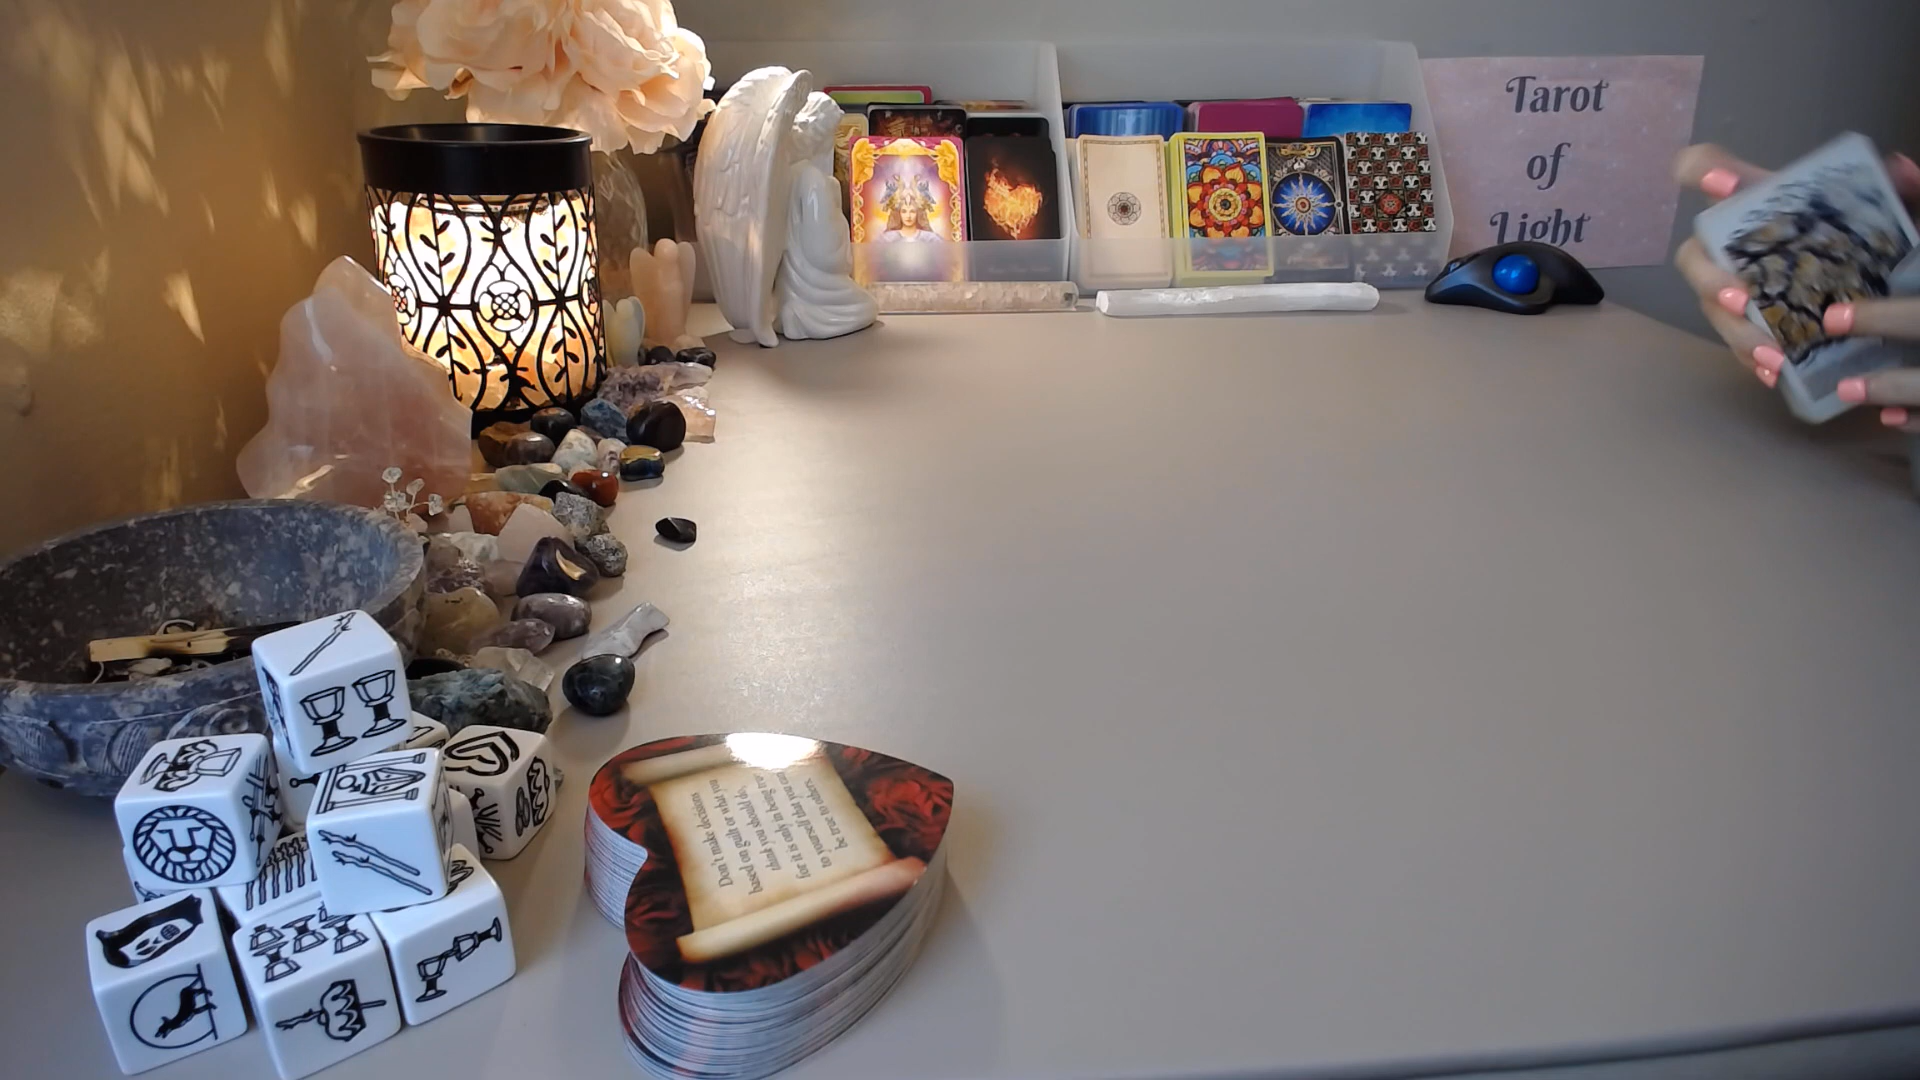 Tarot
of
Light
Don't make decisions
based on guilt or what you
think you should do,
for it is only in being true
to yourself that you can
be true to others.